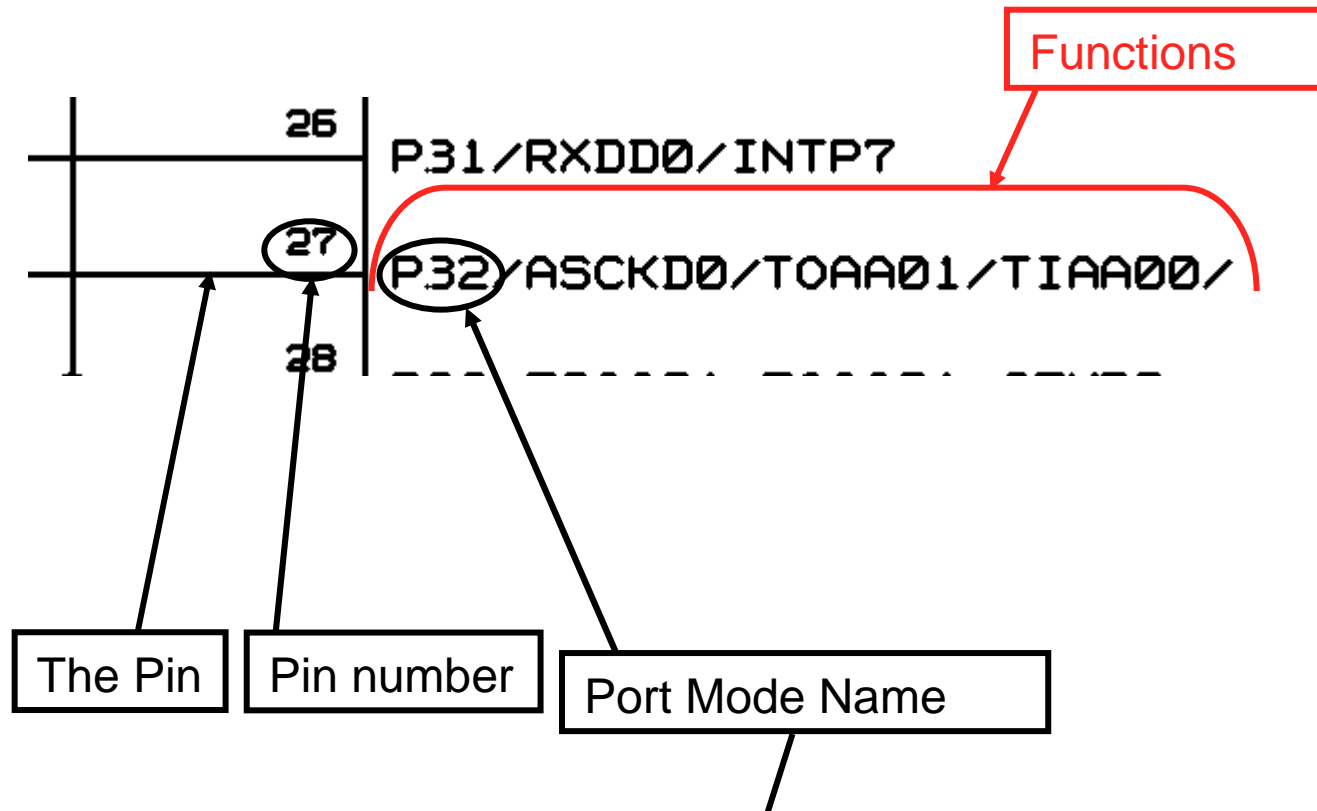 Functions
26
P31/RXDD0/INTP7
27
P32/ASCKD0/TOAA01/TIAA00/
28
The Pin
Pin number
Port Mode Name